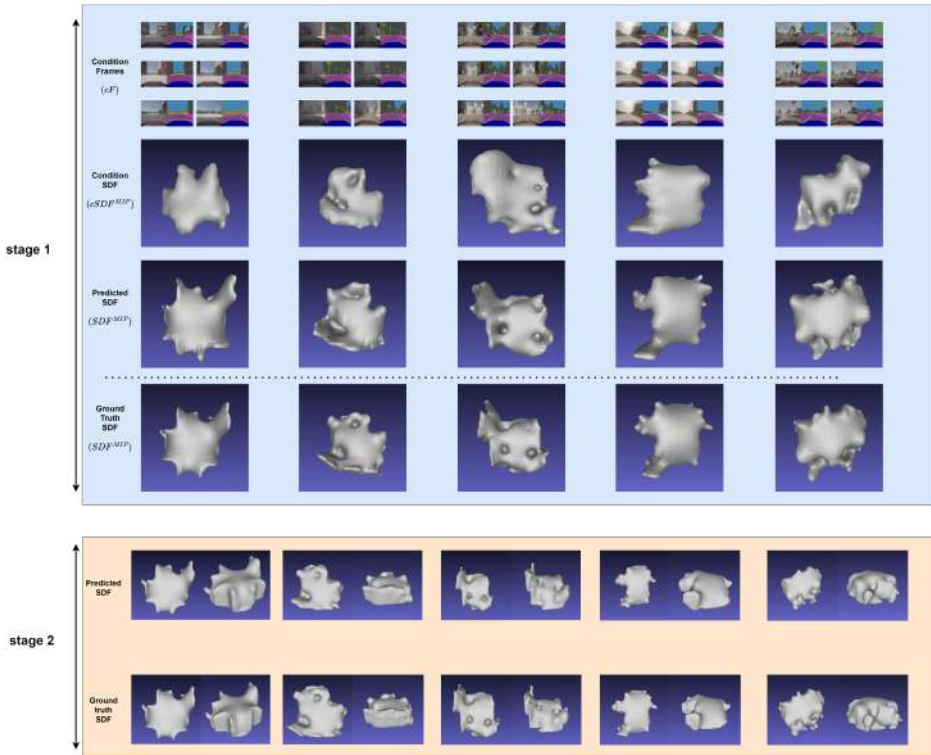 stage 1
Condition
Frames
(cF)
Condition
SDF
(cSDF^{MIP})
Predicted
SDF
(SDF^{MIP})
Ground
Truth
SDF
(SDF^{MIP})
stage 2
Predicted
SDF
Ground
truth
SDF